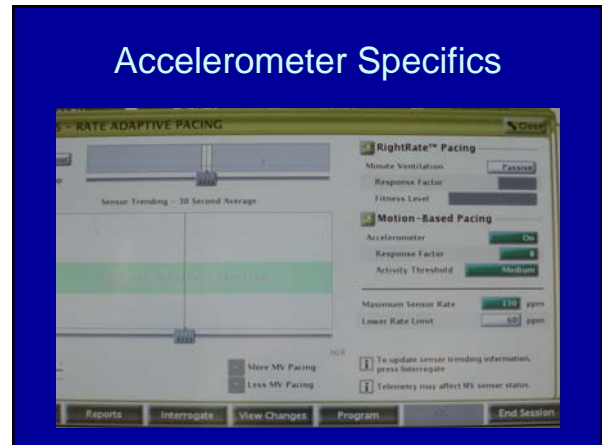 Accelerometer Specifics
S - RATE ADAPTIVE PACING
Close
RightRate™ Pacing
Minute Ventilation Passive
Response Factor
Fitness Level
Sensor Trending - 30 Second Average
Motion-Based Pacing
Accelerometer On
Response Factor 8
Activity Threshold Medium
Maximum Sensor Rate 130 ppm
Lower Rate Limit 60 ppm
More MV Pacing
Less MV Pacing
To update sensor trending information,
press Interrogate
Telemetry may affect MV sensor status.
Reports Interrogate View Changes Program End Session